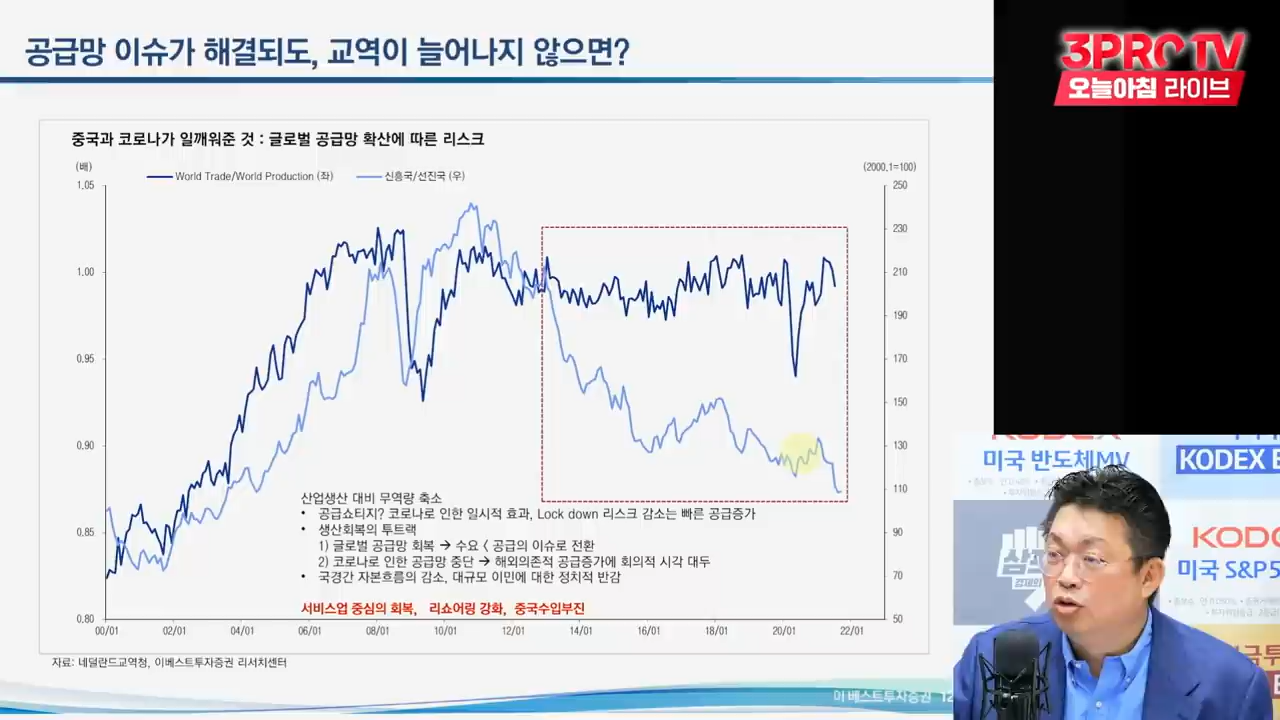 공급망 이슈가 해결되도, 교역이 늘어나지 않으면?
3PRO TV
오늘아침 라이브
중국과 코로나가 일깨워준 것 : 글로벌 공급망 확산에 따른 리스크
(배)
(2000.1=100)
World Trade/World Production (좌)
신흥국/선진국 (우)
1.05
1.00
0.95
0.90
0.85
0.80
250
230
210
190
170
150
130
110
90
70
50
산업생산 대비 무역량 축소
• 공급쇼티지? 코로나로 인한 일시적 효과, Lock down 리스크 감소는 빠른 공급증가
• 생산회복의 투트랙
1) 글로벌 공급망 회복 → 수요 < 공급의 이슈로 전환
2) 코로나로 인한 공급망 중단 → 해외의존적 공급증가에 회의적 시각 대두
• 국경간 자본흐름의 감소, 대규모 이민에 대한 정치적 반감
서비스업 중심의 회복, 리쇼어링 강화, 중국수입부진
00/01 02/01 04/01 06/01 08/01 10/01 12/01 14/01 16/01 18/01 20/01 22/01
자료: 네덜란드교역청, 이베스트투자증권 리서치센터
이베스트투자증권 12
KODEX
미국 반도체MV
KODEX
미국 S&P5